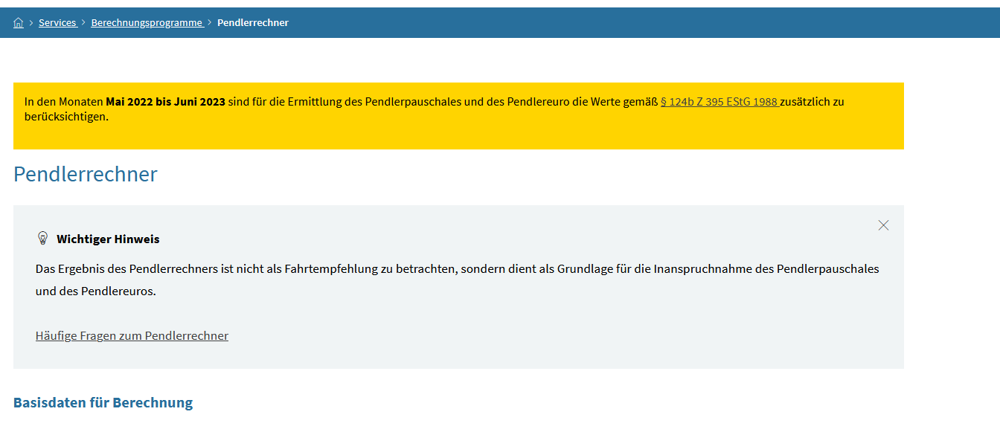 Services > Berechnungsprogramme > Pendlerrechner
In den Monaten Mai 2022 bis Juni 2023 sind für die Ermittlung des Pendlerpauschales und des Pendlereuro die Werte gemäß § 124b Z 395 EStG 1988 zusätzlich zu
berücksichtigen.
Pendlerrechner
Wichtiger Hinweis
Das Ergebnis des Pendlerrechners ist nicht als Fahrtempfehlung zu betrachten, sondern dient als Grundlage für die Inanspruchnahme des Pendlerpauschales
und des Pendlereuros.
Häufige Fragen zum Pendlerrechner
Basisdaten für Berechnung